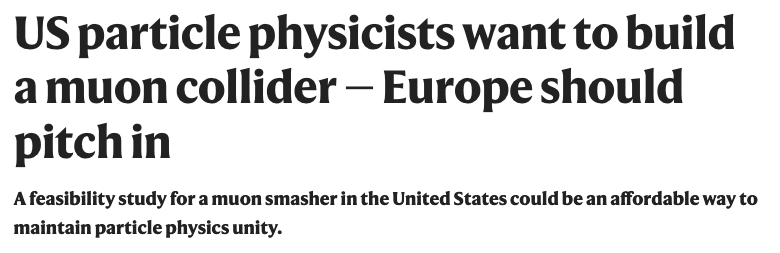 US particle physicists want to build
a muon collider — Europe should
pitch in
A feasibility study for a muon smasher in the United States could be an affordable way to
maintain particle physics unity.